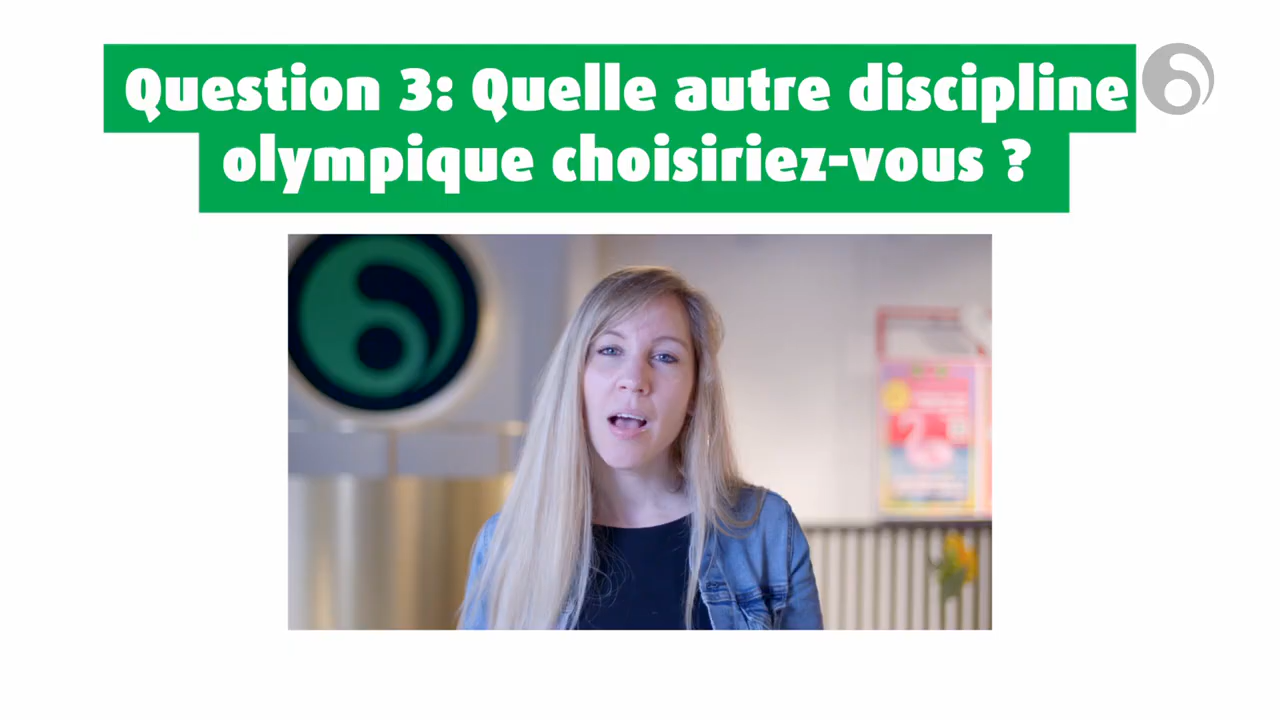 Question 3: Quelle autre discipline
olympique choisiriez-vous ?